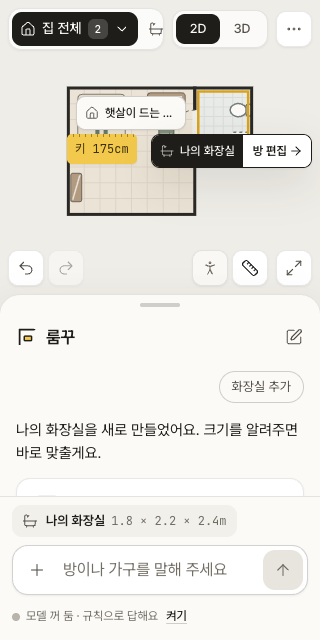 집 전체 2
2D 3D
햇살이 드는 ...
키 175cm
나의 화장실 방 편집 →
룸꾸
화장실 추가
나의 화장실을 새로 만들었어요. 크기를 알려주면
바로 맞출게요.
나의 화장실 1.8 × 2.2 × 2.4m
방이나 가구를 말해 주세요
모델 꺼 둠 · 규칙으로 답해요 켜기